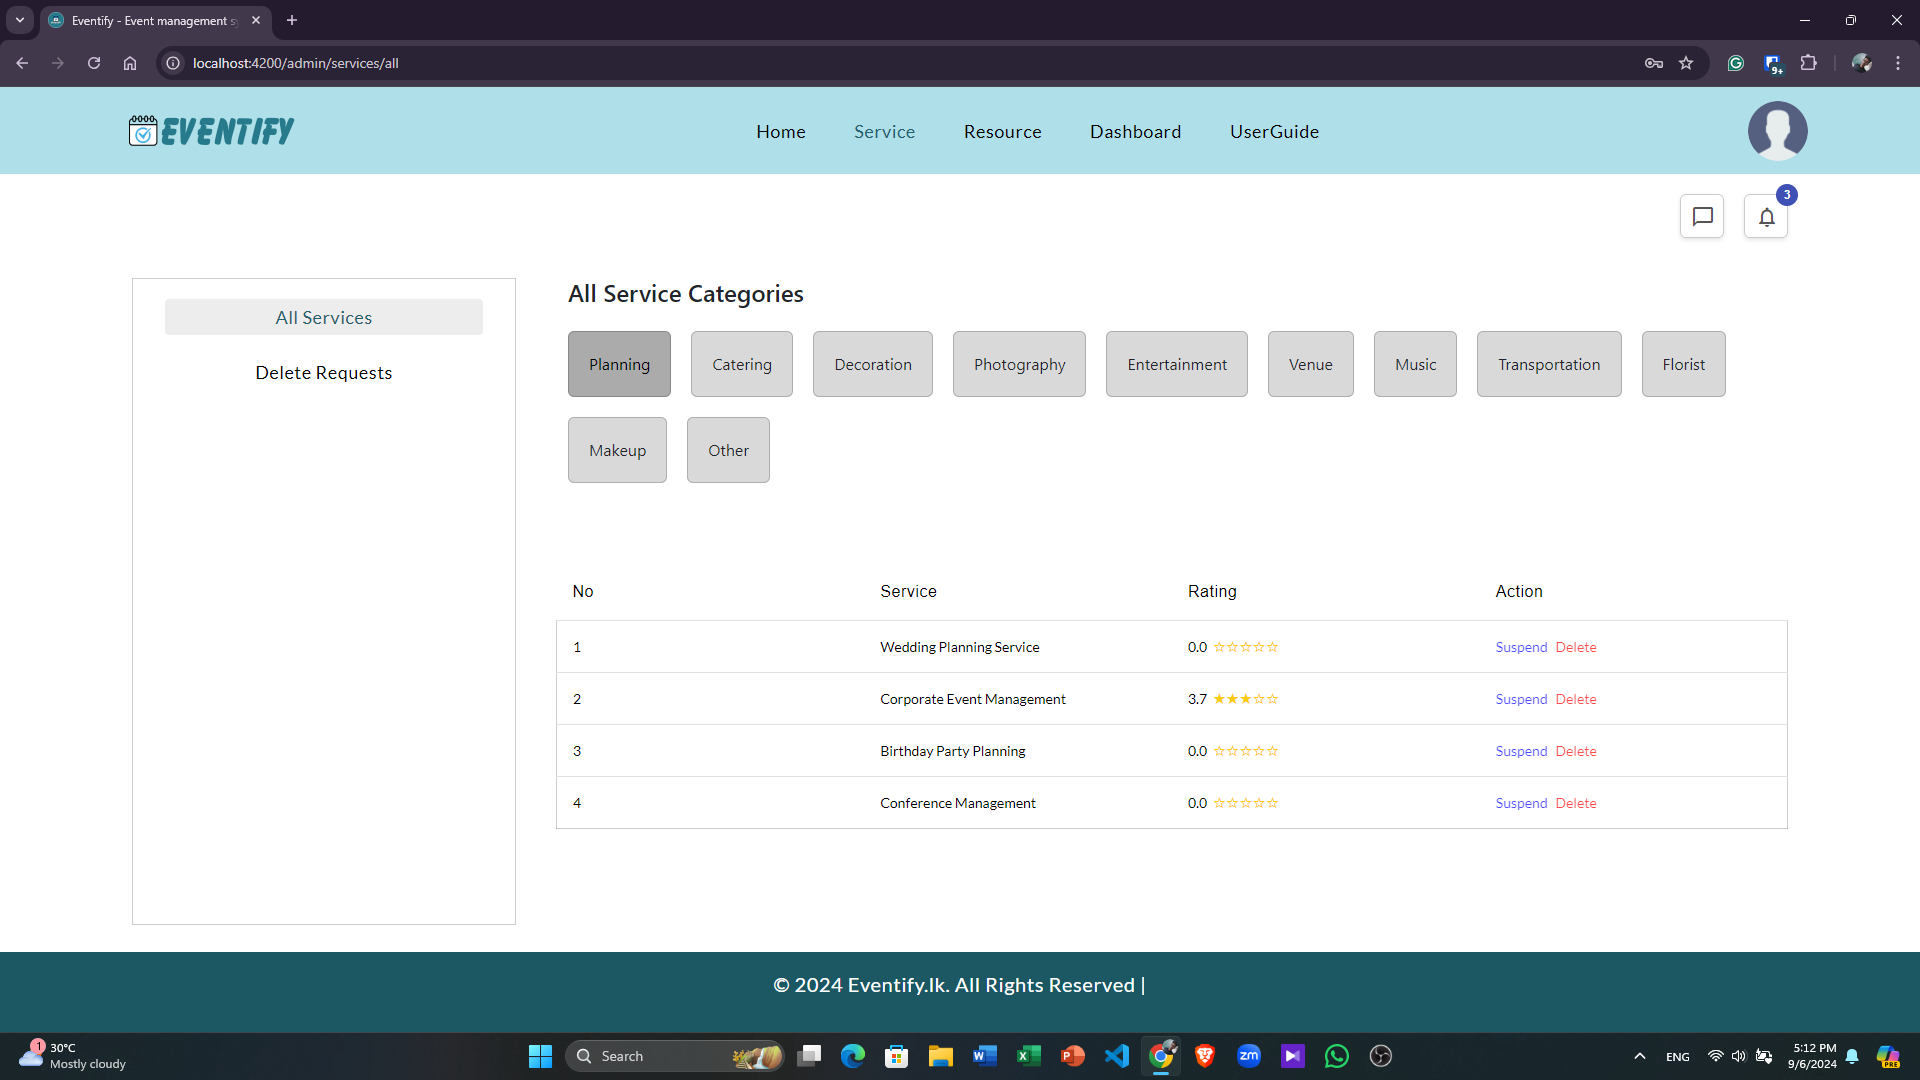 Eventify - Event management s
localhost:4200/admin/services/all
9+
EVENTIFY
Home Service Resource Dashboard UserGuide
3
All Services
Delete Requests
All Service Categories
Planning Catering Decoration Photography Entertainment Venue Music Transportation Florist
Makeup Other
No Service Rating Action
1 Wedding Planning Service 0.0 ☆☆☆☆☆ Suspend Delete
2 Corporate Event Management 3.7 ★★★☆☆ Suspend Delete
3 Birthday Party Planning 0.0 ☆☆☆☆☆ Suspend Delete
4 Conference Management 0.0 ☆☆☆☆☆ Suspend Delete
© 2024 Eventify.lk. All Rights Reserved |
1
30°C
Mostly cloudy
Search
zm
ENG
5:12 PM
9/6/2024
PRE